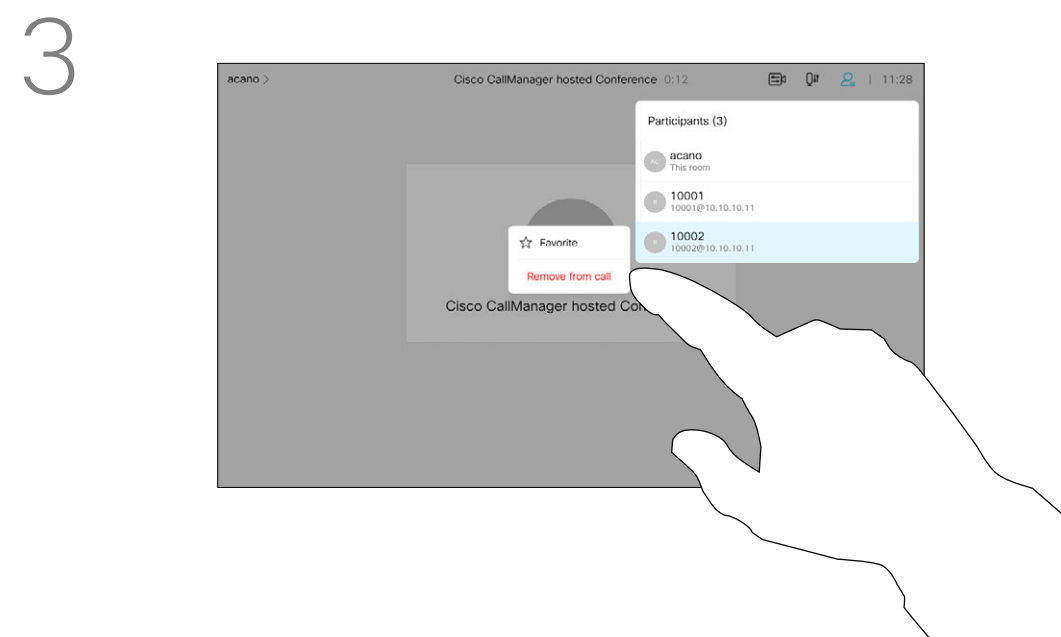 3
acano >
Cisco CallManager hosted Conference 0:12
11:28
Participants (3)
AC
acano
This room
10001
10001@10.10.10.11
10002
10002@10.10.10.11
Favorite
Remove from call
Cisco CallManager hosted